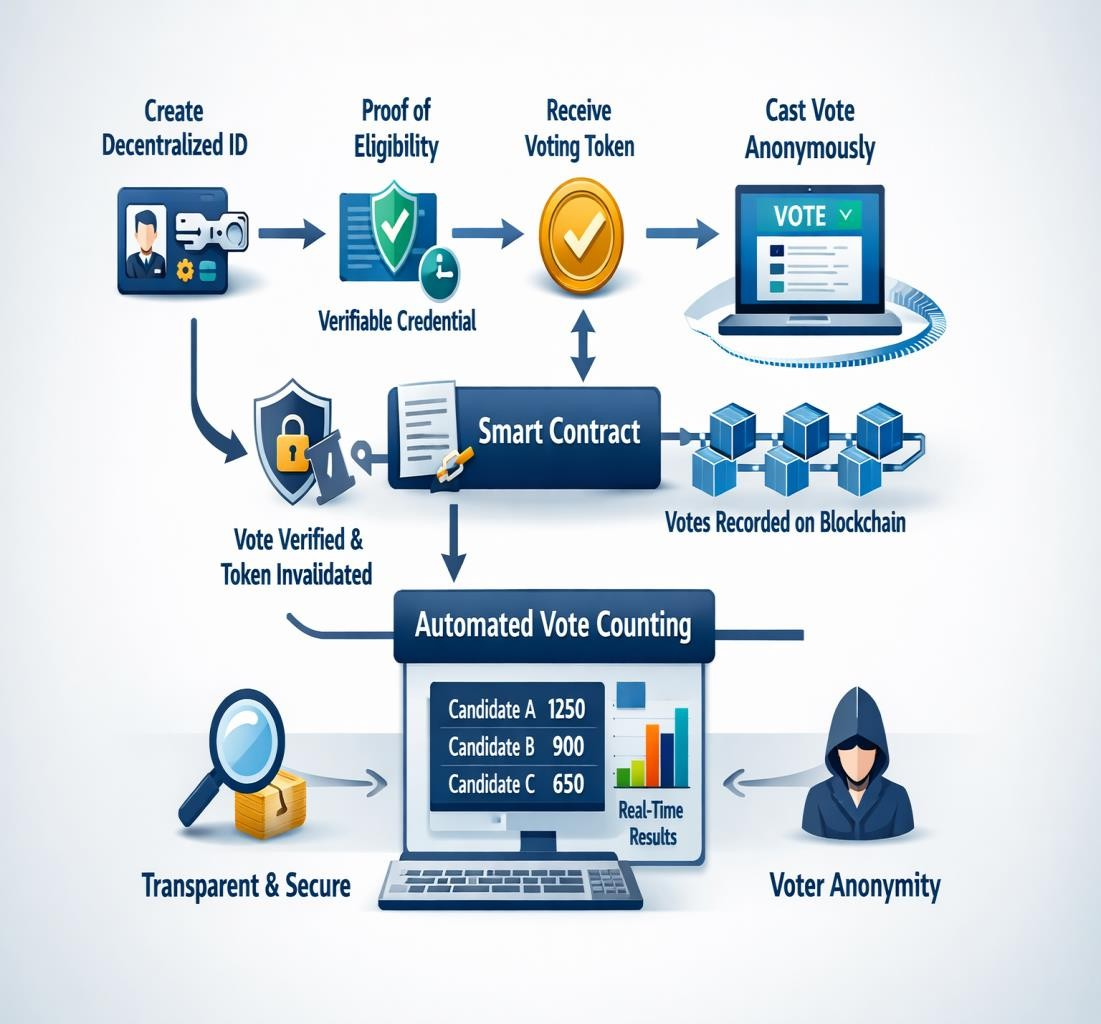 Create
Decentralized ID
Proof of
Eligibility
Receive
Voting Token
Cast Vote
Anonymously
VOTE
Verifiable Credential
Smart Contract
Votes Recorded on Blockchain
Vote Verified &
Token Invalidated
Automated Vote Counting
Candidate A 1250
Candidate B 900
Candidate C 650
Real-Time
Results
Transparent & Secure
Voter Anonymity